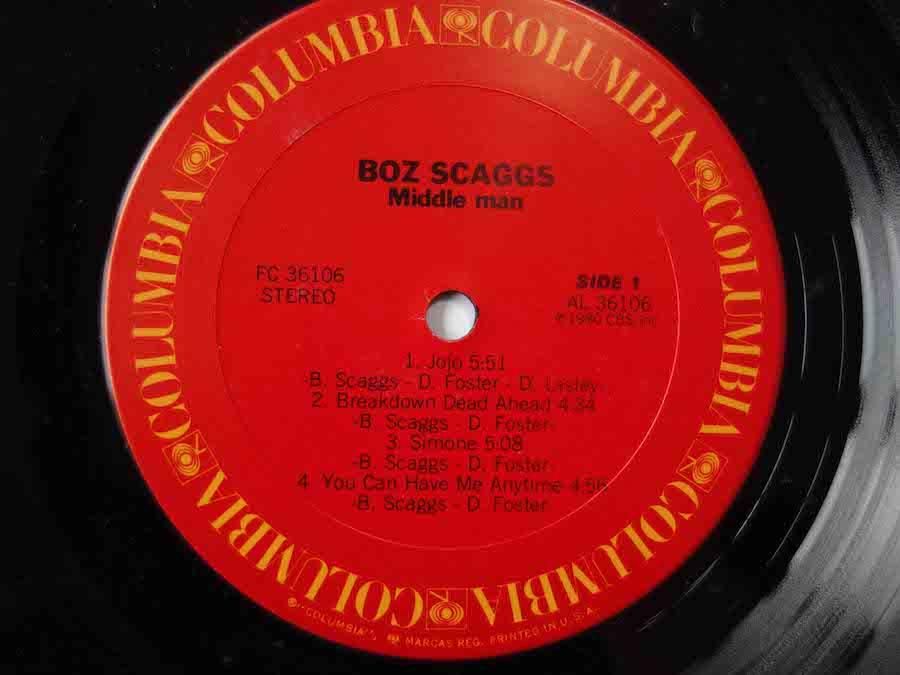 COLUMBIA COLUMBIA COLUMBIA COLUMBIA COLUMBIA COLUMBIA COLUMBIA COLUMBIA
BOZ SCAGGS
Middle man
FC 36106
STEREO
SIDE 1
AL 36106
℗ 1980 CBS, Inc.
1. Jojo 5:51
-B. Scaggs - D. Foster - D. Lasley-
2. Breakdown Dead Ahead 4:34
-B. Scaggs - D. Foster-
3. Simone 5:08
-B. Scaggs - D. Foster-
4. You Can Have Me Anytime 4:56
-B. Scaggs - D. Foster-
® "COLUMBIA", MARCAS REG. PRINTED IN U.S.A.